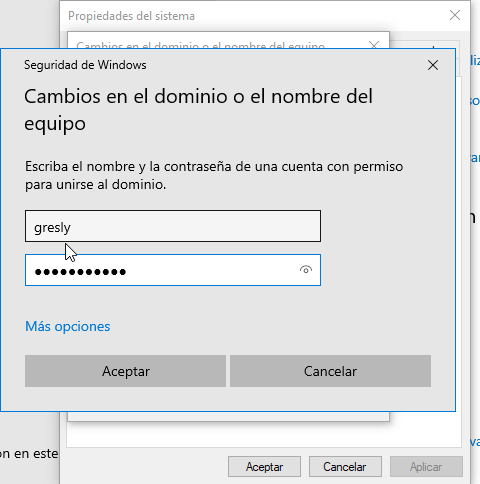 Propiedades del sistema
Cambios en el dominio o el nombre del equipo
Seguridad de Windows
Cambios en el dominio o el nombre del
equipo
Escriba el nombre y la contraseña de una cuenta con permiso
para unirse al dominio.
gresly
●●●●●●●●●●●
Más opciones
Aceptar Cancelar
ón en este
Aceptar Cancelar Aplicar